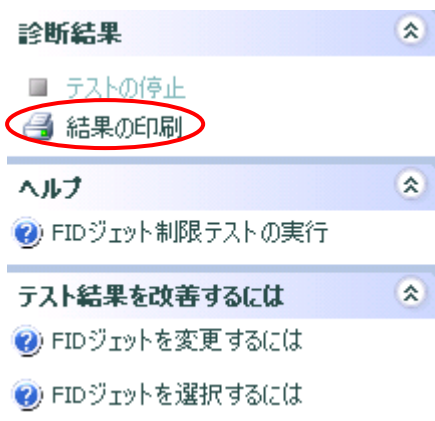 診断結果
テストの停止
結果の印刷
ヘルプ
FIDジェット制限テストの実行
テスト結果を改善するには
FIDジェットを変更するには
FIDジェットを選択するには